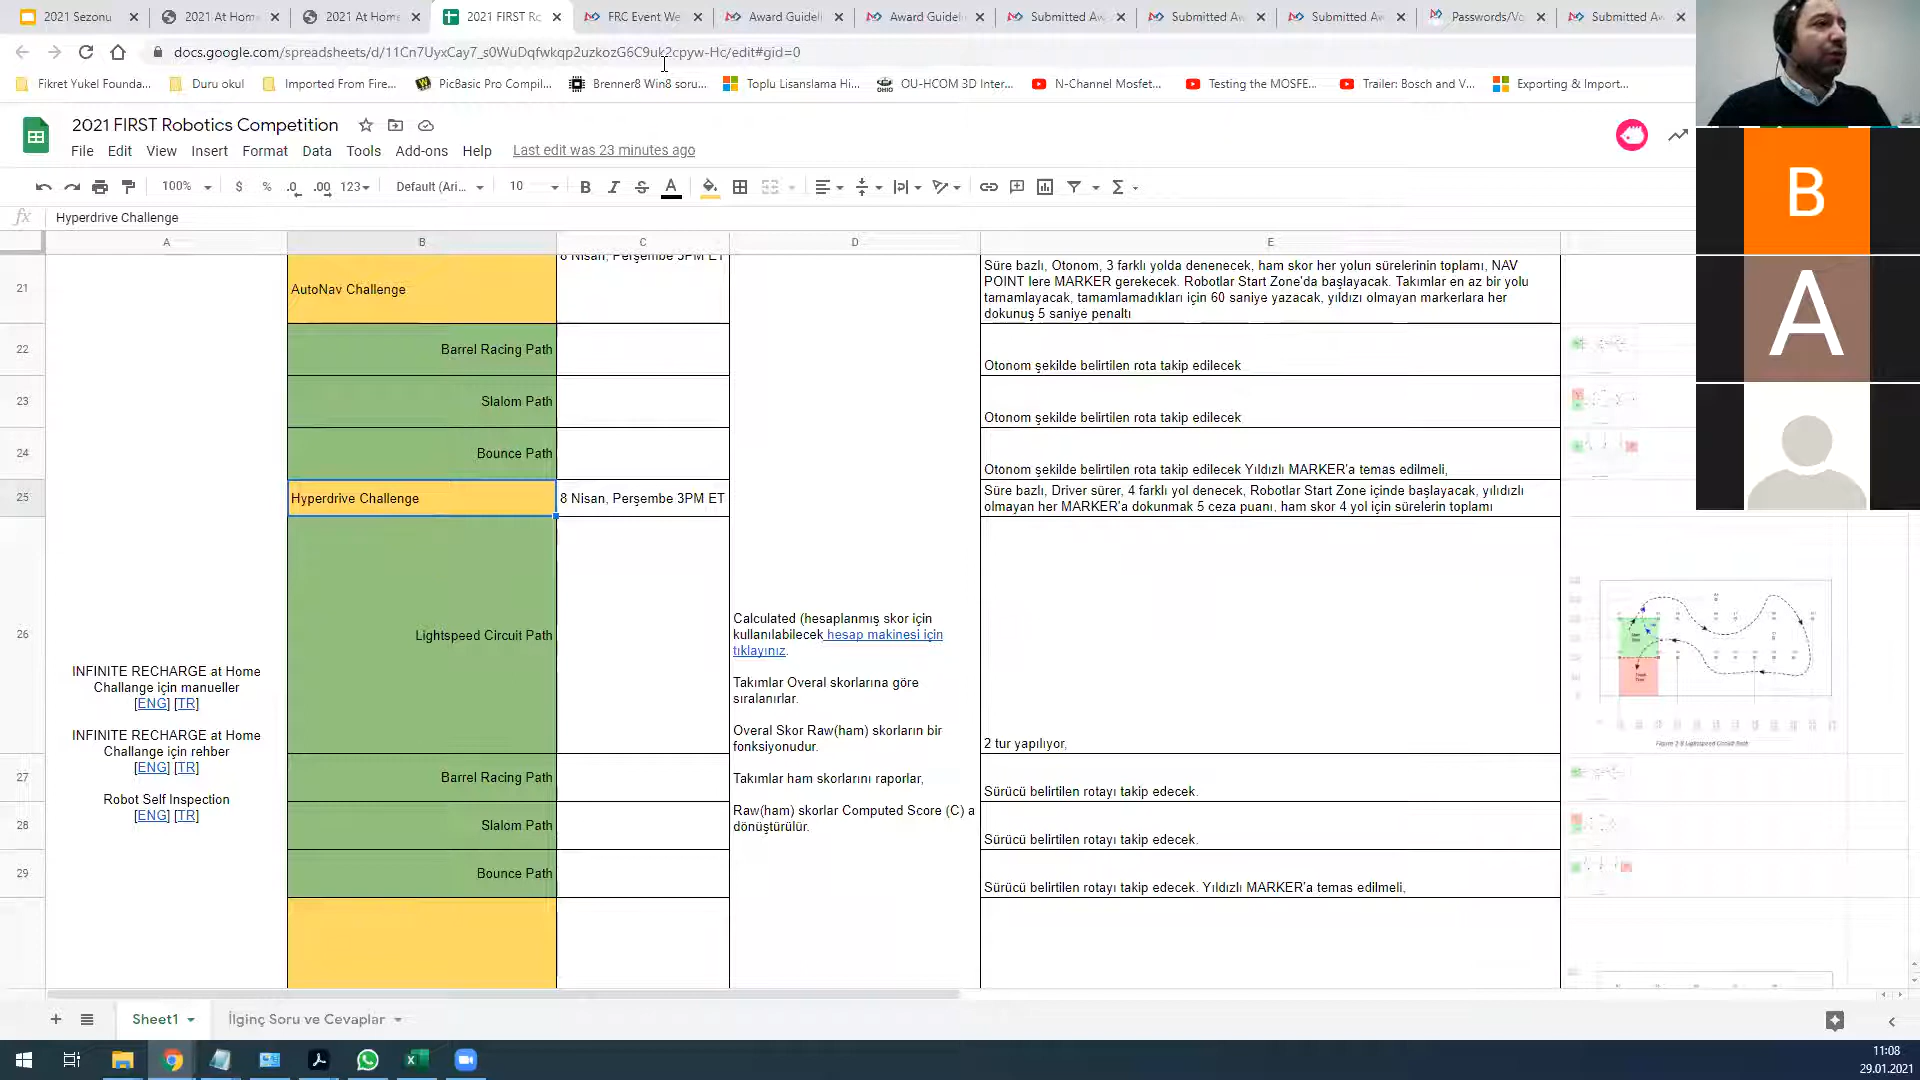 2021 Sezonu
2021 At Home
2021 At Home
2021 FIRST Ro
FRC Event We
Award Guideli
Award Guideli
Submitted Aw
Submitted Aw
Submitted Aw
Passwords/Vo
Submitted Aw
docs.google.com/spreadsheets/d/11Cn7UyxCay7_s0WuDqfwkqp2uzkozG6C9uk2cpyw-Hc/edit#gid=0
Fikret Yukel Founda...
Duru okul
Imported From Fire...
PicBasic Pro Compil...
Brenner8 Win8 soru...
Toplu Lisanslama Hi...
OU-HCOM 3D Inter...
N-Channel Mosfet...
Testing the MOSFE...
Trailer: Bosch and V...
Exporting & Import...
2021 FIRST Robotics Competition
File Edit View Insert Format Data Tools Add-ons Help Last edit was 23 minutes ago
100% $ % .0 .00 123 Default (Ari... 10 B I S A
fx Hyperdrive Challenge
A B C D E
21
AutoNav Challenge
8 Nisan, Perşembe 3PM ET
Süre bazlı, Otonom, 3 farklı yolda denenecek, ham skor her yolun sürelerinin toplamı, NAV
POINT lere MARKER gerekecek. Robotlar Start Zone'da başlayacak. Takımlar en az bir yolu
tamamlayacak, tamamlamadıkları için 60 saniye yazacak, yıldızı olmayan markerlara her
dokunuş 5 saniye penaltı
22
Barrel Racing Path
Otonom şekilde belirtilen rota takip edilecek
23
Slalom Path
Otonom şekilde belirtilen rota takip edilecek
24
Bounce Path
Otonom şekilde belirtilen rota takip edilecek Yıldızlı MARKER'a temas edilmeli,
25
Hyperdrive Challenge
8 Nisan, Perşembe 3PM ET
Süre bazlı, Driver sürer, 4 farklı yol denecek, Robotlar Start Zone içinde başlayacak, yılıdızlı
olmayan her MARKER'a dokunmak 5 ceza puanı, ham skor 4 yol için sürelerin toplamı
26
Lightspeed Circuit Path
2 tur yapılıyor,
Figure 2-8 Lightspeed Circuit Path
INFINITE RECHARGE at Home
Challange için manueller
[ENG] [TR]
INFINITE RECHARGE at Home
Challange için rehber
[ENG] [TR]
Robot Self Inspection
[ENG] [TR]
Calculated (hesaplanmış skor için
kullanılabilecek hesap makinesi için
tıklayınız.
Takımlar Overal skorlarına göre
sıralanırlar.
Overal Skor Raw(ham) skorların bir
fonksiyonudur.
Takımlar ham skorlarını raporlar,
Raw(ham) skorlar Computed Score (C) a
dönüştürülür.
27
Barrel Racing Path
Sürücü belirtilen rotayı takip edecek.
28
Slalom Path
Sürücü belirtilen rotayı takip edecek.
29
Bounce Path
Sürücü belirtilen rotayı takip edecek. Yıldızlı MARKER'a temas edilmeli,
Sheet1
İlginç Soru ve Cevaplar
B
A
11:08
29.01.2021